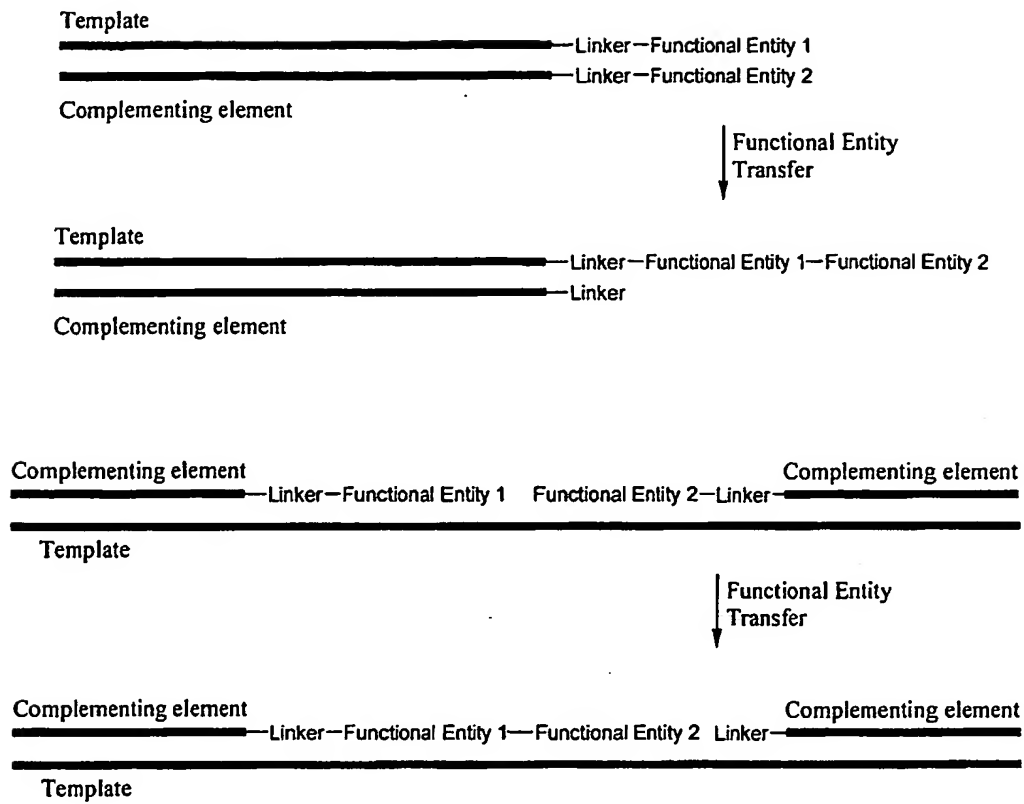 Template
Linker—Functional Entity 1
Linker—Functional Entity 2
Complementing element
Functional Entity
Transfer
Template
Linker—Functional Entity 1—Functional Entity 2
Linker
Complementing element
Complementing element Complementing element
Linker—Functional Entity 1 Functional Entity 2—Linker
Template
Functional Entity
Transfer
Complementing element Complementing element
Linker—Functional Entity 1—Functional Entity 2 Linker
Template